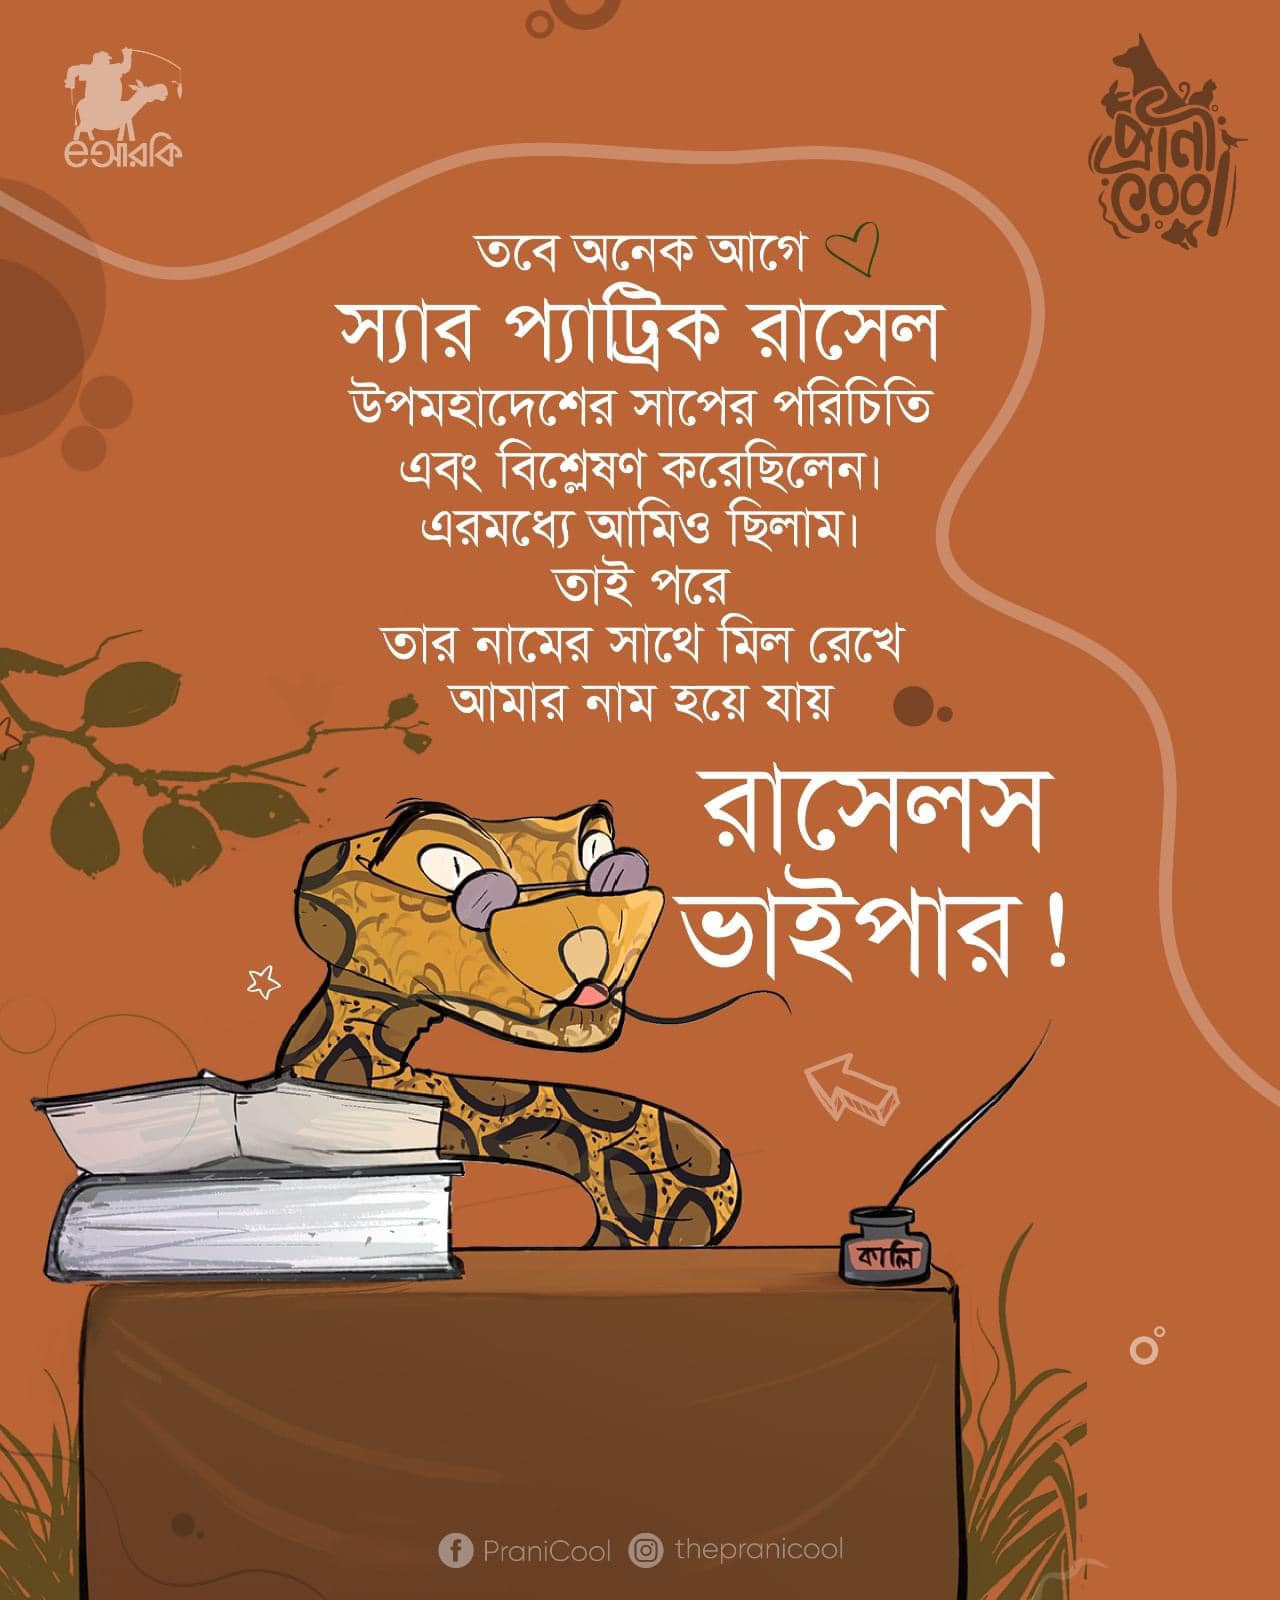 eআরকি
প্রাণী
COOL
তবে অনেক আগে
স্যার প্যাট্রিক রাসেল
উপমহাদেশের সাপের পরিচিতি
এবং বিশ্লেষণ করেছিলেন।
এরমধ্যে আমিও ছিলাম।
তাই পরে
তার নামের সাথে মিল রেখে
আমার নাম হয়ে যায়
রাসেলস
ভাইপার !
কালি
PraniCool thepranicool